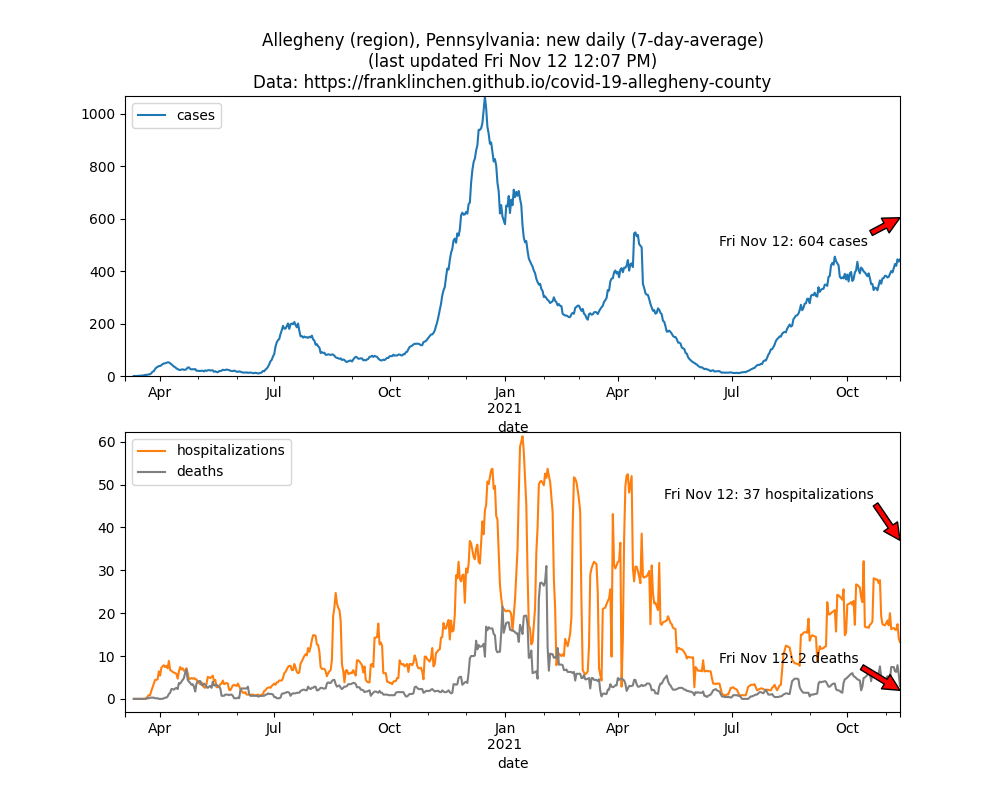 Allegheny (region), Pennsylvania: new daily (7-day-average)
(last updated Fri Nov 12 12:07 PM)
Data: https://franklinchen.github.io/covid-19-allegheny-county
cases
1000
800
600
400
200
0
Fri Nov 12: 604 cases
Apr
Jul
Oct
Jan
2021
Apr
Jul
Oct
date
hospitalizations
deaths
60
50
40
30
20
10
0
Fri Nov 12: 37 hospitalizations
Fri Nov 12: 2 deaths
Apr
Jul
Oct
Jan
2021
Apr
Jul
Oct
date